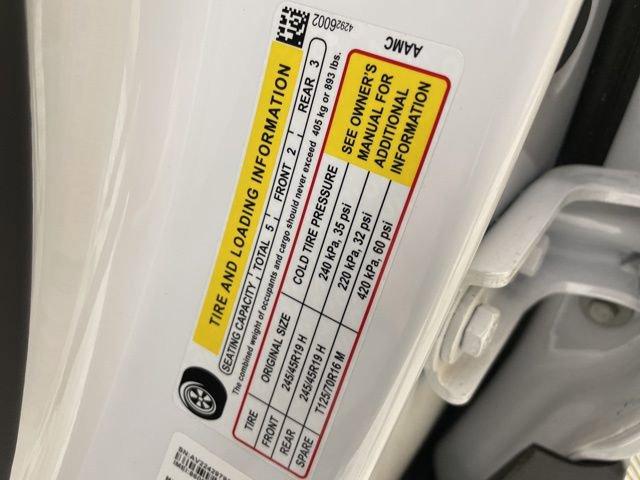 42926002
AAMC
TIRE AND LOADING INFORMATION
SEATING CAPACITY TOTAL 5 FRONT 2 REAR 3
The combined weight of occupants and cargo should never exceed 405 kg or 893 lbs.
TIRE ORIGINAL SIZE COLD TIRE PRESSURE
FRONT 245/45R19 H 240 kPa, 35 psi
REAR 245/45R19 H 220 kPa, 32 psi
SPARE T125/70R16 M 420 kPa, 60 psi
SEE OWNER'S
MANUAL FOR
ADDITIONAL
INFORMATION